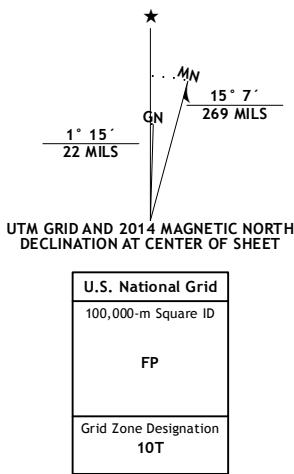 ★
MN
GN
15° 7´
269 MILS
1° 15´
22 MILS
UTM GRID AND 2014 MAGNETIC NORTH
DECLINATION AT CENTER OF SHEET
U.S. National Grid
100,000-m Square ID
FP
Grid Zone Designation
10T